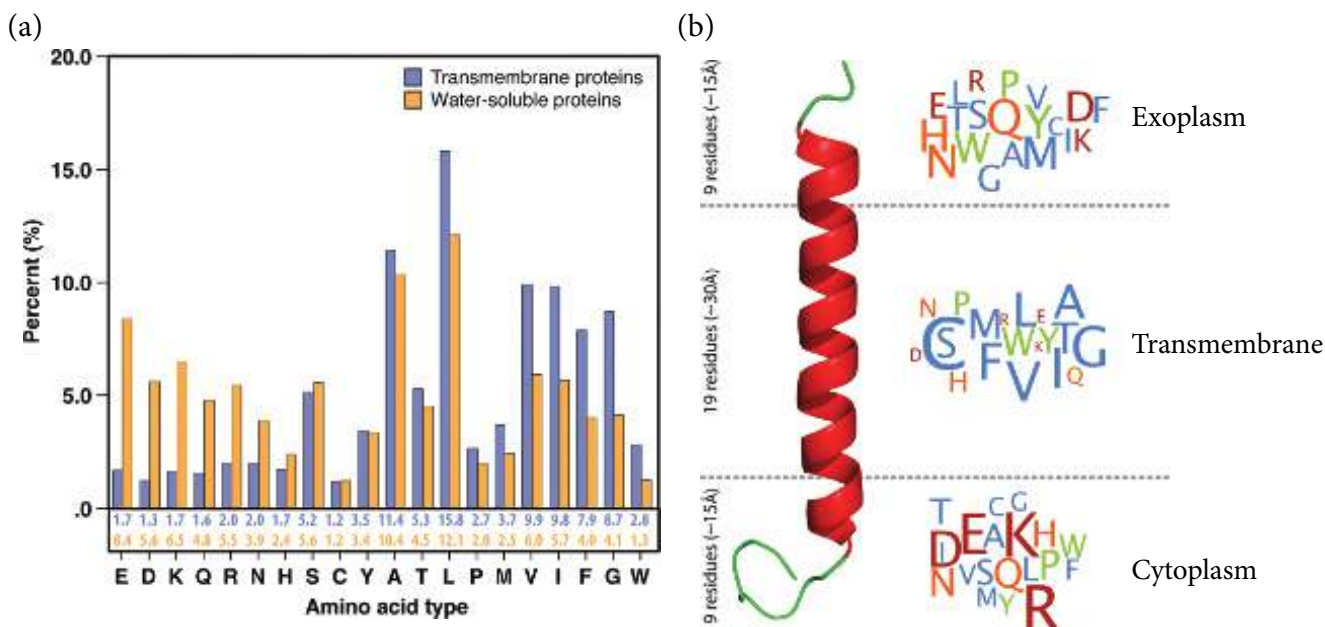 (a)
20.0
15.0
10.0
5.0
.0
Percernt (%)
Transmembrane proteins
Water-soluble proteins
1.7 1.3 1.7 1.6 2.0 2.0 1.7 5.2 1.2 3.5 11.4 5.3 15.8 2.7 3.7 9.9 9.8 7.9 8.7 2.8
8.4 5.6 6.5 4.8 5.5 3.9 2.4 5.6 1.3 3.4 10.4 4.5 12.1 2.0 2.5 6.0 5.7 4.0 4.1 1.3
E D K Q R N H S C Y A T L P M V I F G W
Amino acid type
(b)
9 residues (~15Å)
E L R P V D F
H T S Q Y C I K
N W G A M
Exoplasm
19 residues (~30Å)
N P M R L E A
D C S W K Y T G
H F V I Q
Transmembrane
9 residues (~15Å)
T C G
D I E A K H W
N V S Q L P F
M Y R
Cytoplasm